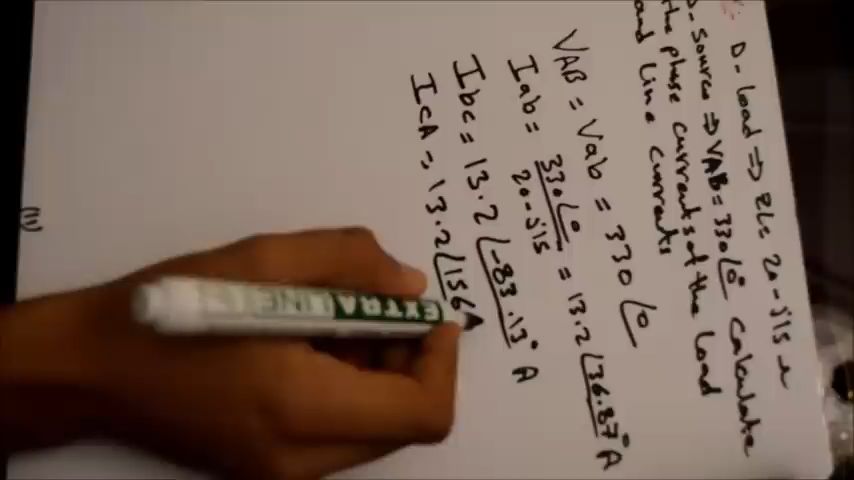 D- Load => ZL= 20-j15 Ω
D- Source => VAB = 330∠0° Calculate
the phase currents of the load
and line currents
VAB = Vab = 330∠0
Iab = 330∠0 / 20-j15 = 13.2∠36.87° A
Ibc = 13.2∠-83.13° A
IcA = 13.2∠156
EXTRALINE